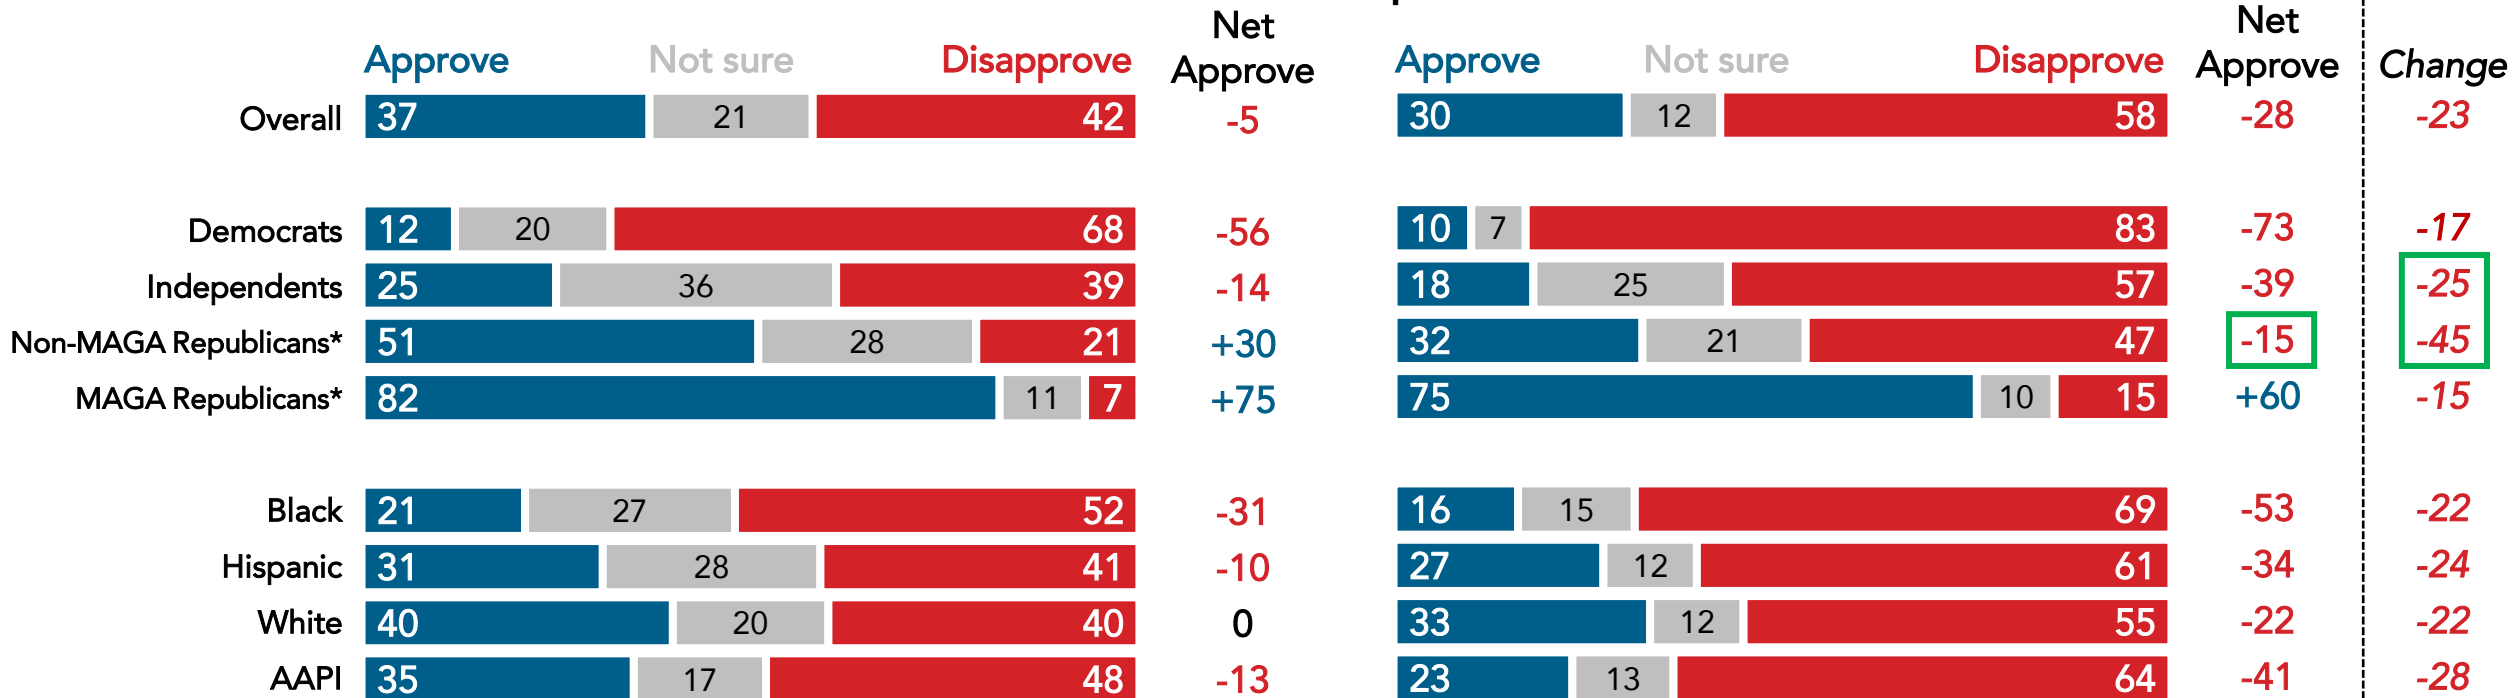 Net Net
Approve Not sure Disapprove Approve Approve Not sure Disapprove Approve Change
Overall 37 21 42 -5 30 12 58 -28 -23
Democrats 12 20 68 -56 10 7 83 -73 -17
Independents 25 36 39 -14 18 25 57 -39 -25
Non-MAGA Republicans* 51 28 21 +30 32 21 47 -15 -45
MAGA Republicans* 82 11 7 +75 75 10 15 +60 -15
Black 21 27 52 -31 16 15 69 -53 -22
Hispanic 31 28 41 -10 27 12 61 -34 -24
White 40 20 40 0 33 12 55 -22 -22
AAPI 35 17 48 -13 23 13 64 -41 -28